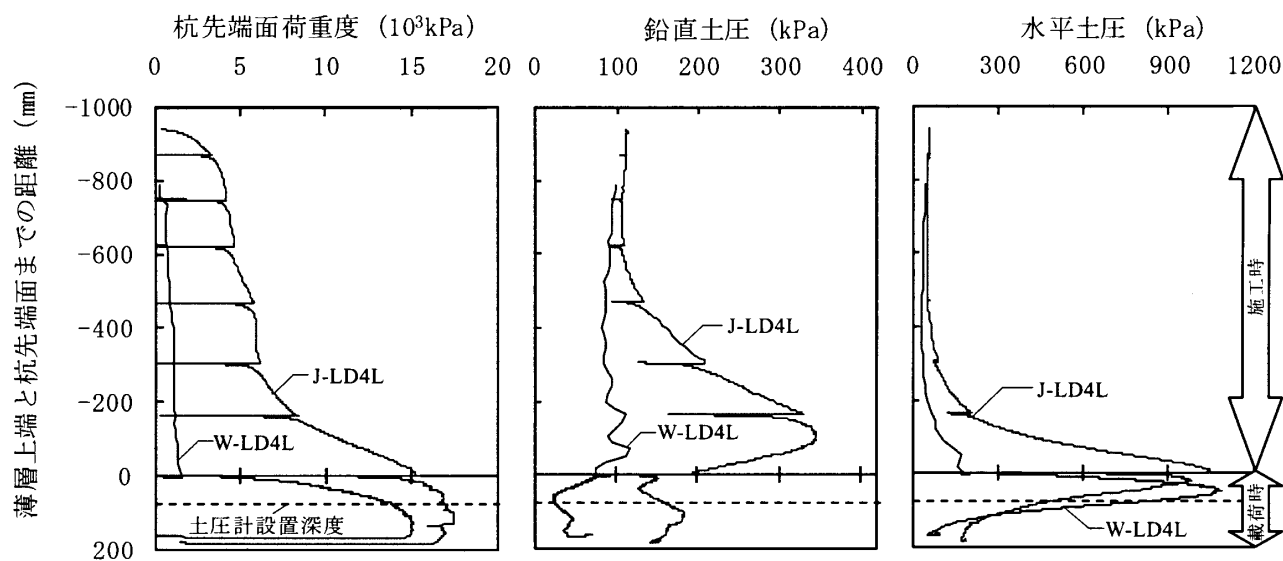 杭先端面荷重度 (10³kPa)
0 5 10 15 20
鉛直土圧 (kPa)
0 100 200 300 400
水平土圧 (kPa)
0 300 600 900 1200
薄層上端と杭先端面までの距離 (mm)
-1000
-800
-600
-400
-200
0
200
J-LD4L
W-LD4L
土圧計設置深度
J-LD4L
W-LD4L
J-LD4L
W-LD4L
施工時
載荷時